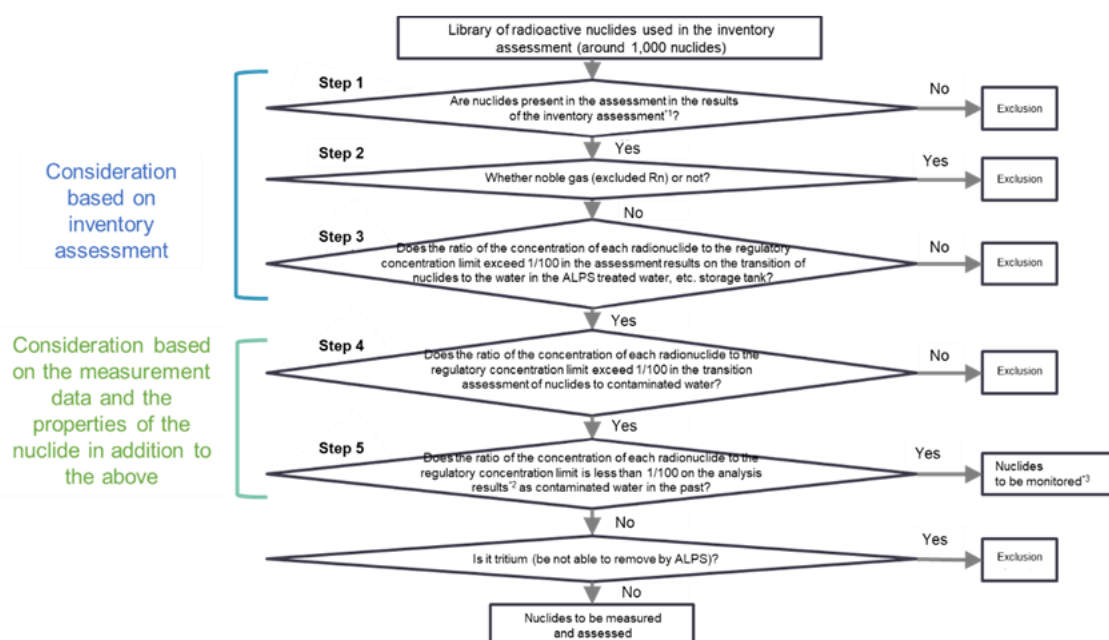 Library of radioactive nuclides used in the inventory
assessment (around 1,000 nuclides)
Step 1
Are nuclides present in the assessment in the results
of the inventory assessment*1?
No
Exclusion
Yes
Step 2
Whether noble gas (excluded Rn) or not?
Yes
Exclusion
No
Consideration
based on
inventory
assessment
Step 3
Does the ratio of the concentration of each radionuclide to the regulatory
concentration limit exceed 1/100 in the assessment results on the transition of
nuclides to the water in the ALPS treated water, etc. storage tank?
No
Exclusion
Yes
Consideration based
on the measurement
data and the
properties of the
nuclide in addition to
the above
Step 4
Does the ratio of the concentration of each radionuclide to the
regulatory concentration limit exceed 1/100 in the transition
assessment of nuclides to contaminated water?
No
Exclusion
Yes
Step 5
Does the ratio of the concentration of each radionuclide to the
regulatory concentration limit is less than 1/100 on the analysis
results*2 as contaminated water in the past?
Yes
Nuclides
to be monitored*3
No
Is it tritium (be not able to remove by ALPS)?
Yes
Exclusion
No
Nuclides to be measured
and assessed